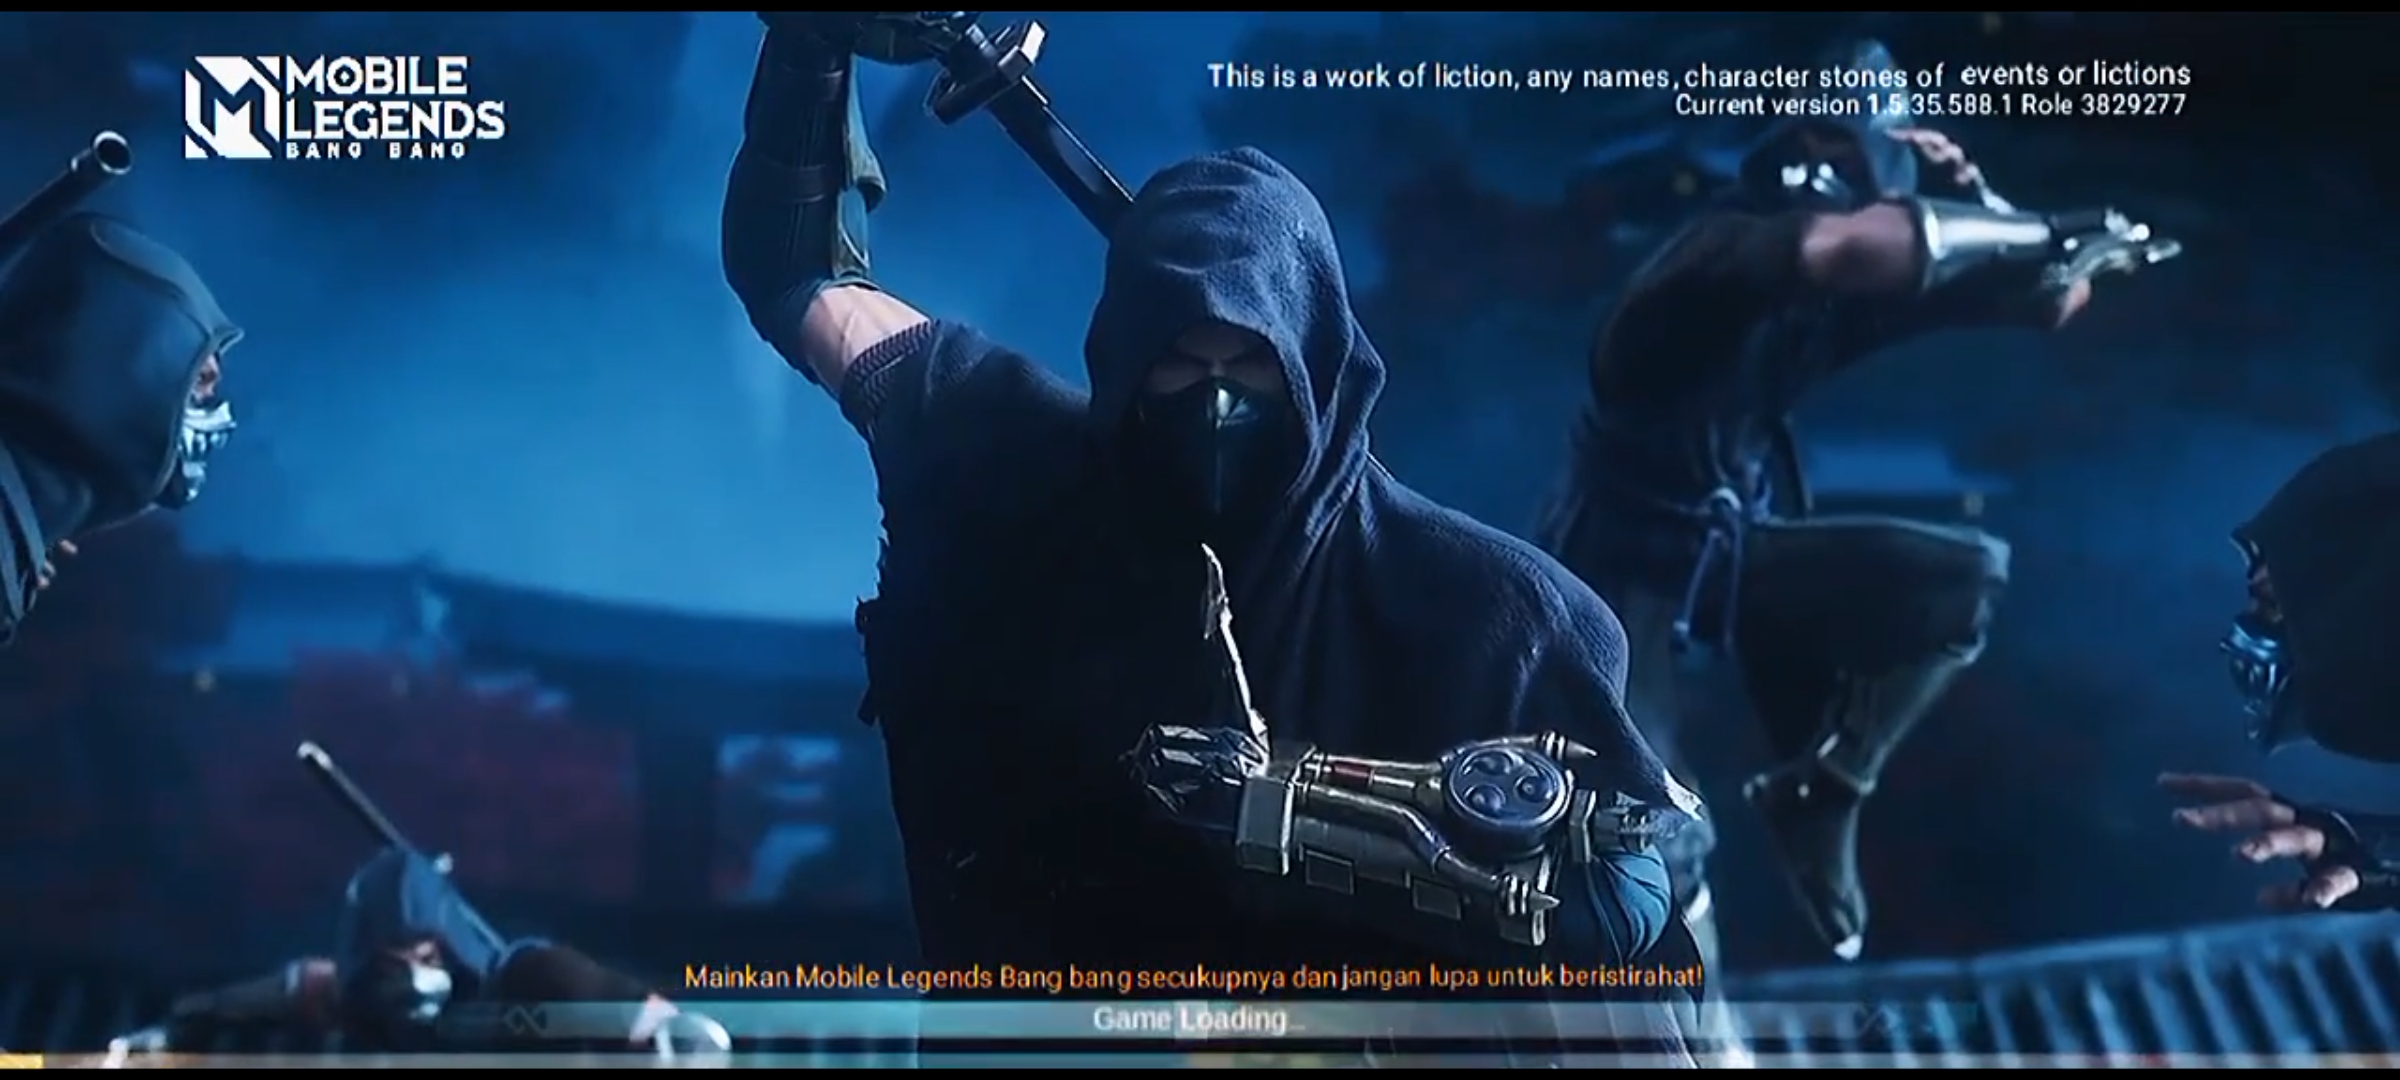 MOBILE
LEGENDS
BANG BANG
This is a work of liction, any names, character stones of events or lictions
Current version 1.5.35.588.1 Role 3829277
Mainkan Mobile Legends Bang bang secukupnya dan jangan lupa untuk beristirahat!
Game Loading...